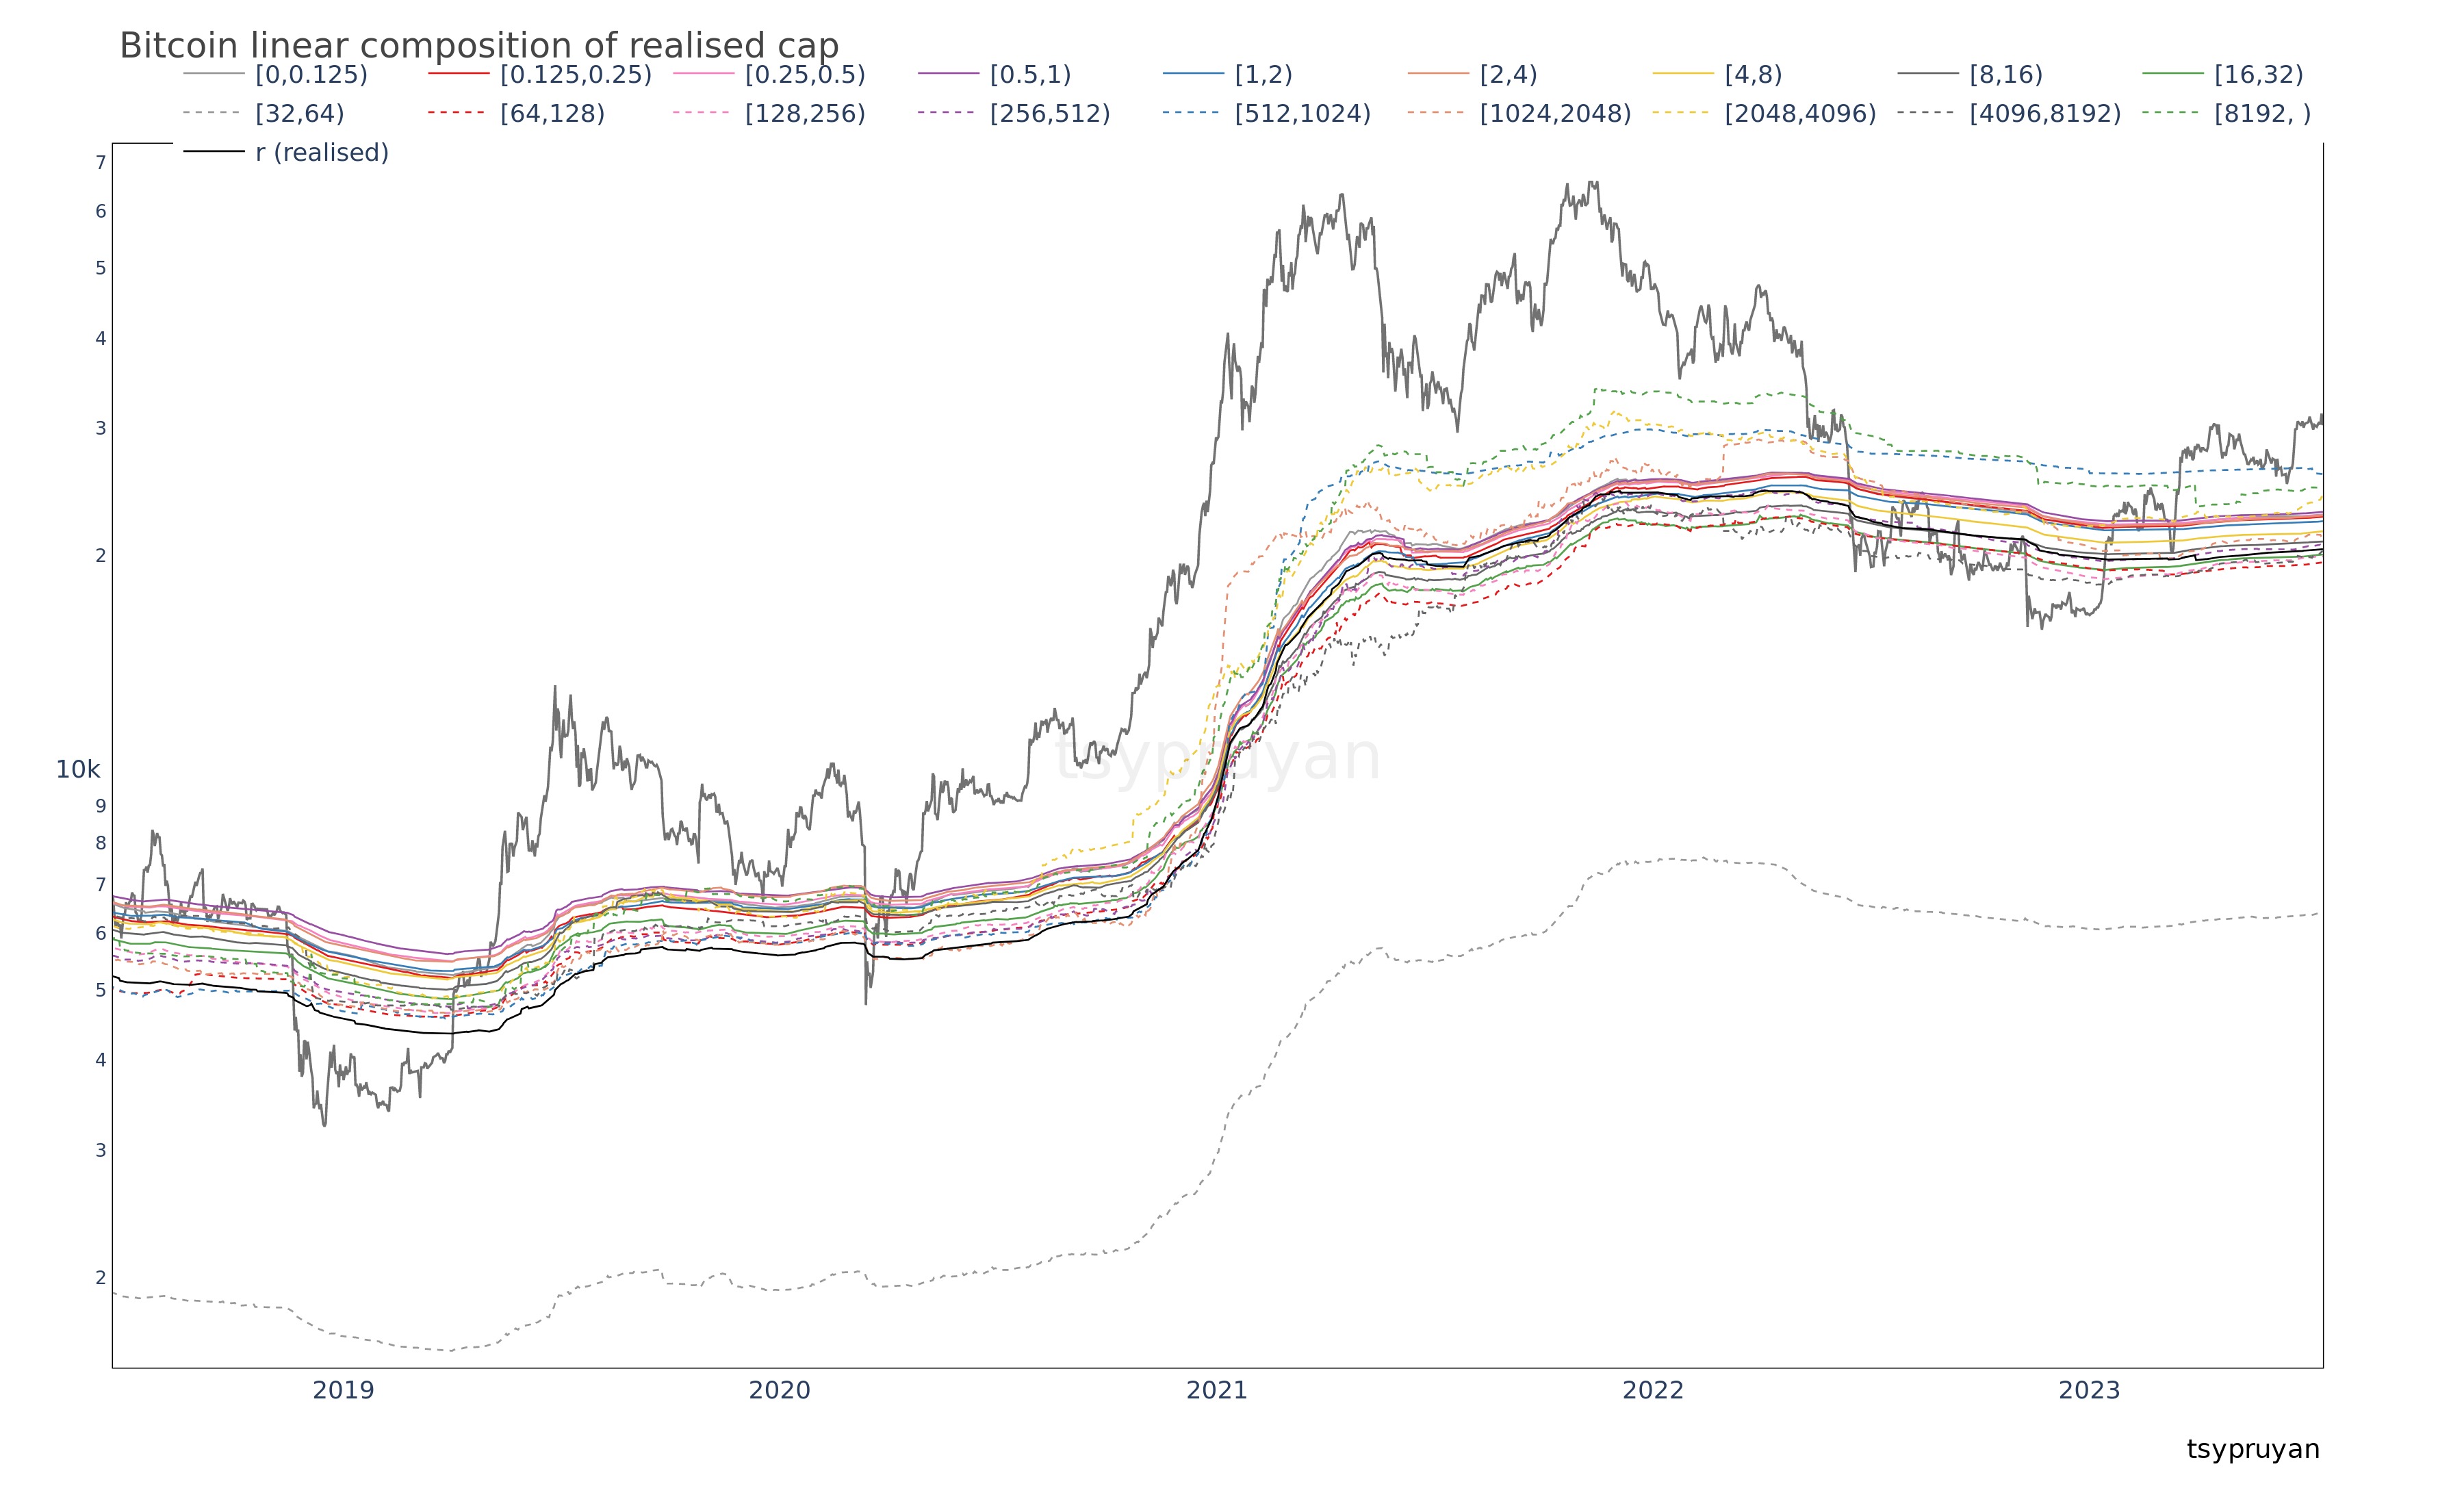 Bitcoin linear composition of realised cap
[0,0.125) [0.125,0.25) [0.25,0.5) [0.5,1) [1,2) [2,4) [4,8) [8,16) [16,32)
[32,64) [64,128) [128,256) [256,512) [512,1024) [1024,2048) [2048,4096) [4096,8192) [8192, )
r (realised)
7
6
5
4
3
2
10k
9
8
7
6
5
4
3
2
tsypruyan
2019 2020 2021 2022 2023
tsypruyan